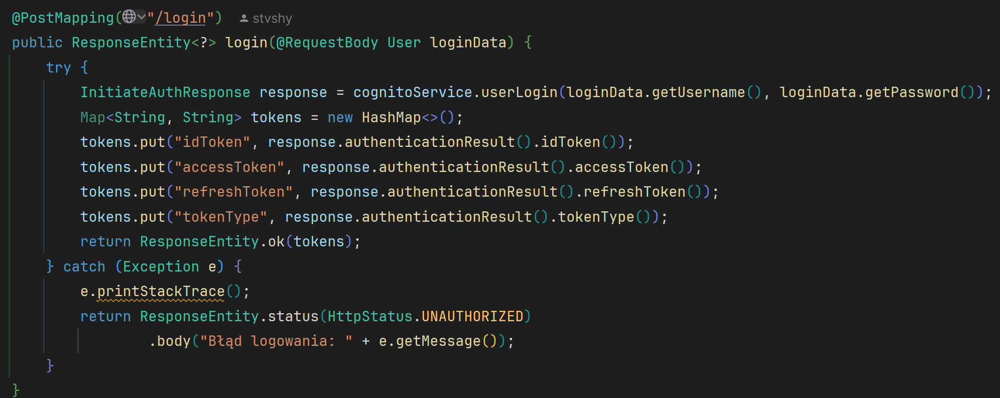 @PostMapping("/login") stvshy
public ResponseEntity<?> login(@RequestBody User loginData) {
try {
InitiateAuthResponse response = cognitoService.userLogin(loginData.getUsername(), loginData.getPassword());
Map<String, String> tokens = new HashMap<>();
tokens.put("idToken", response.authenticationResult().idToken());
tokens.put("accessToken", response.authenticationResult().accessToken());
tokens.put("refreshToken", response.authenticationResult().refreshToken());
tokens.put("tokenType", response.authenticationResult().tokenType());
return ResponseEntity.ok(tokens);
} catch (Exception e) {
e.printStackTrace();
return ResponseEntity.status(HttpStatus.UNAUTHORIZED)
.body("Błąd logowania: " + e.getMessage());
}
}